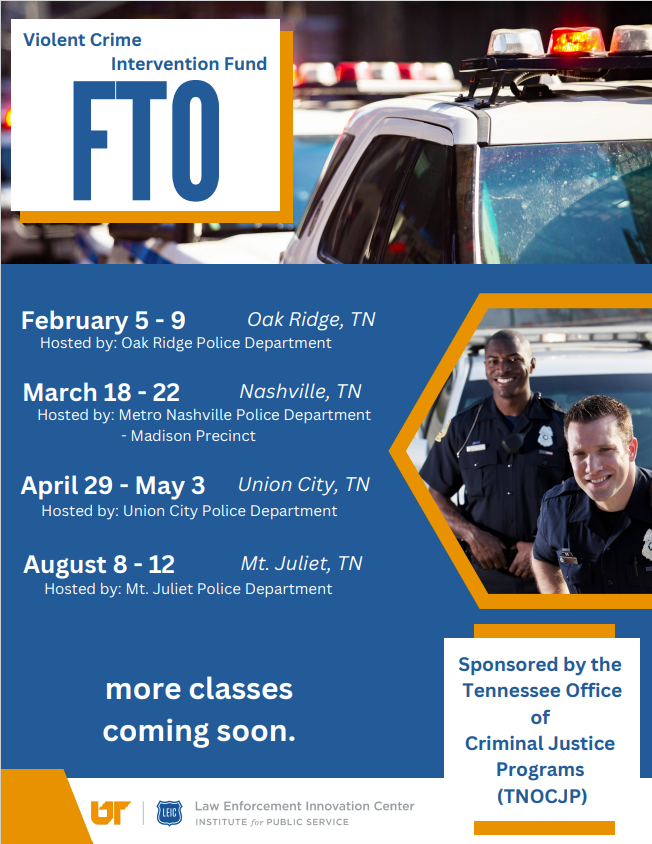 Violent Crime
Intervention Fund
FTO
February 5 - 9 Oak Ridge, TN
Hosted by: Oak Ridge Police Department
March 18 - 22 Nashville, TN
Hosted by: Metro Nashville Police Department
- Madison Precinct
April 29 - May 3 Union City, TN
Hosted by: Union City Police Department
August 8 - 12 Mt. Juliet, TN
Hosted by: Mt. Juliet Police Department
more classes
coming soon.
Sponsored by the
Tennessee Office
of
Criminal Justice
Programs
(TNOCJP)
UT
LEIC
Law Enforcement Innovation Center
INSTITUTE for PUBLIC SERVICE